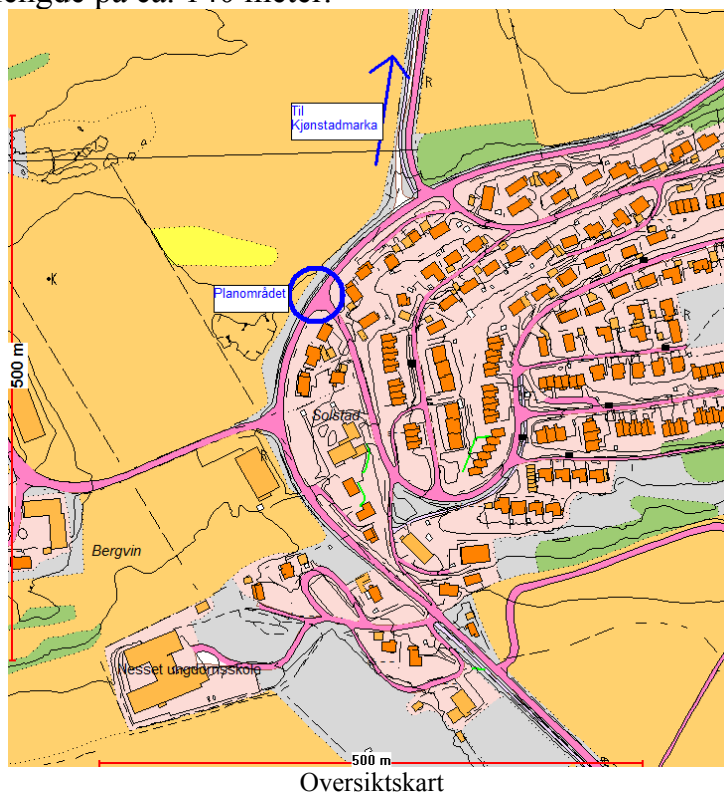 lengde på ca. 140 meter.
R
Til
Kjønstadmarka
K
Planområdet
R
500 m
Solstad
R
Bergvin
Nesset ungdomsskole
500 m
Oversiktskart